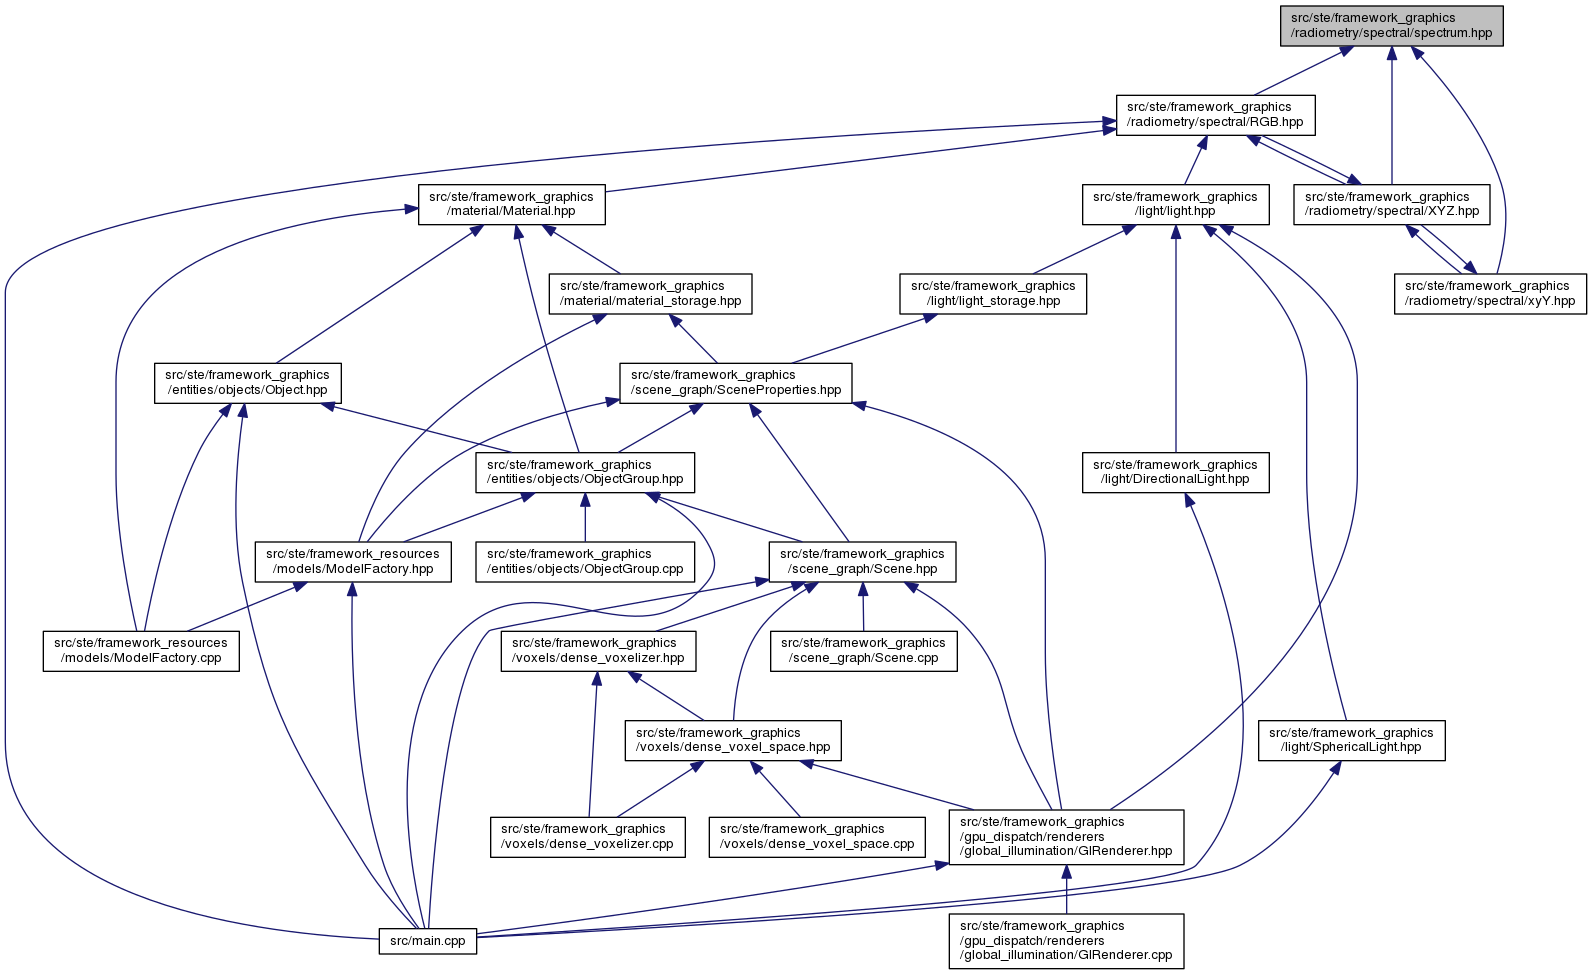 src/ste/framework_graphics
/radiometry/spectral/spectrum.hpp
src/ste/framework_graphics
/radiometry/spectral/RGB.hpp
src/ste/framework_graphics
/material/Material.hpp
src/ste/framework_graphics
/light/light.hpp
src/ste/framework_graphics
/radiometry/spectral/XYZ.hpp
src/ste/framework_graphics
/material/material_storage.hpp
src/ste/framework_graphics
/light/light_storage.hpp
src/ste/framework_graphics
/radiometry/spectral/xyY.hpp
src/ste/framework_graphics
/entities/objects/Object.hpp
src/ste/framework_graphics
/scene_graph/SceneProperties.hpp
src/ste/framework_graphics
/entities/objects/ObjectGroup.hpp
src/ste/framework_graphics
/light/DirectionalLight.hpp
src/ste/framework_resources
/models/ModelFactory.hpp
src/ste/framework_graphics
/entities/objects/ObjectGroup.cpp
src/ste/framework_graphics
/scene_graph/Scene.hpp
src/ste/framework_resources
/models/ModelFactory.cpp
src/ste/framework_graphics
/voxels/dense_voxelizer.hpp
src/ste/framework_graphics
/scene_graph/Scene.cpp
src/ste/framework_graphics
/voxels/dense_voxel_space.hpp
src/ste/framework_graphics
/light/SphericalLight.hpp
src/ste/framework_graphics
/voxels/dense_voxelizer.cpp
src/ste/framework_graphics
/voxels/dense_voxel_space.cpp
src/ste/framework_graphics
/gpu_dispatch/renderers
/global_illumination/GIRenderer.hpp
src/main.cpp
src/ste/framework_graphics
/gpu_dispatch/renderers
/global_illumination/GIRenderer.cpp